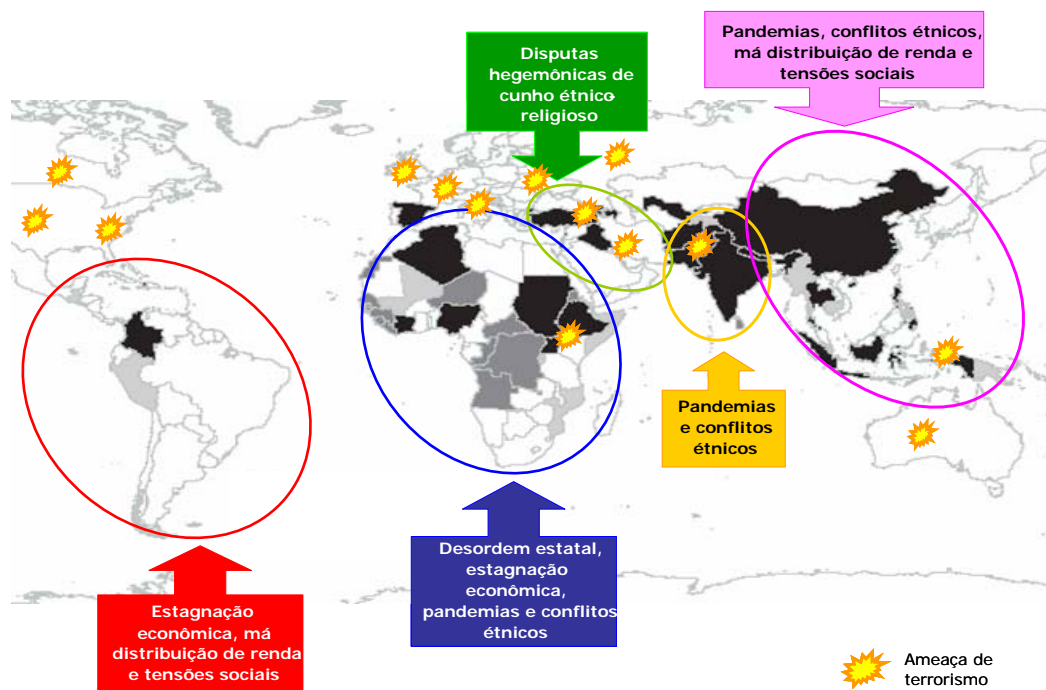 Disputas
hegemônicas de
cunho étnico-
religioso
Pandemias, conflitos étnicos,
má distribuição de renda e
tensões sociais
Pandemias
e conflitos
étnicos
Desordem estatal,
estagnação
econômica,
pandemias e conflitos
étnicos
Estagnação
econômica, má
distribuição de renda
e tensões sociais
Ameaça de
terrorismo